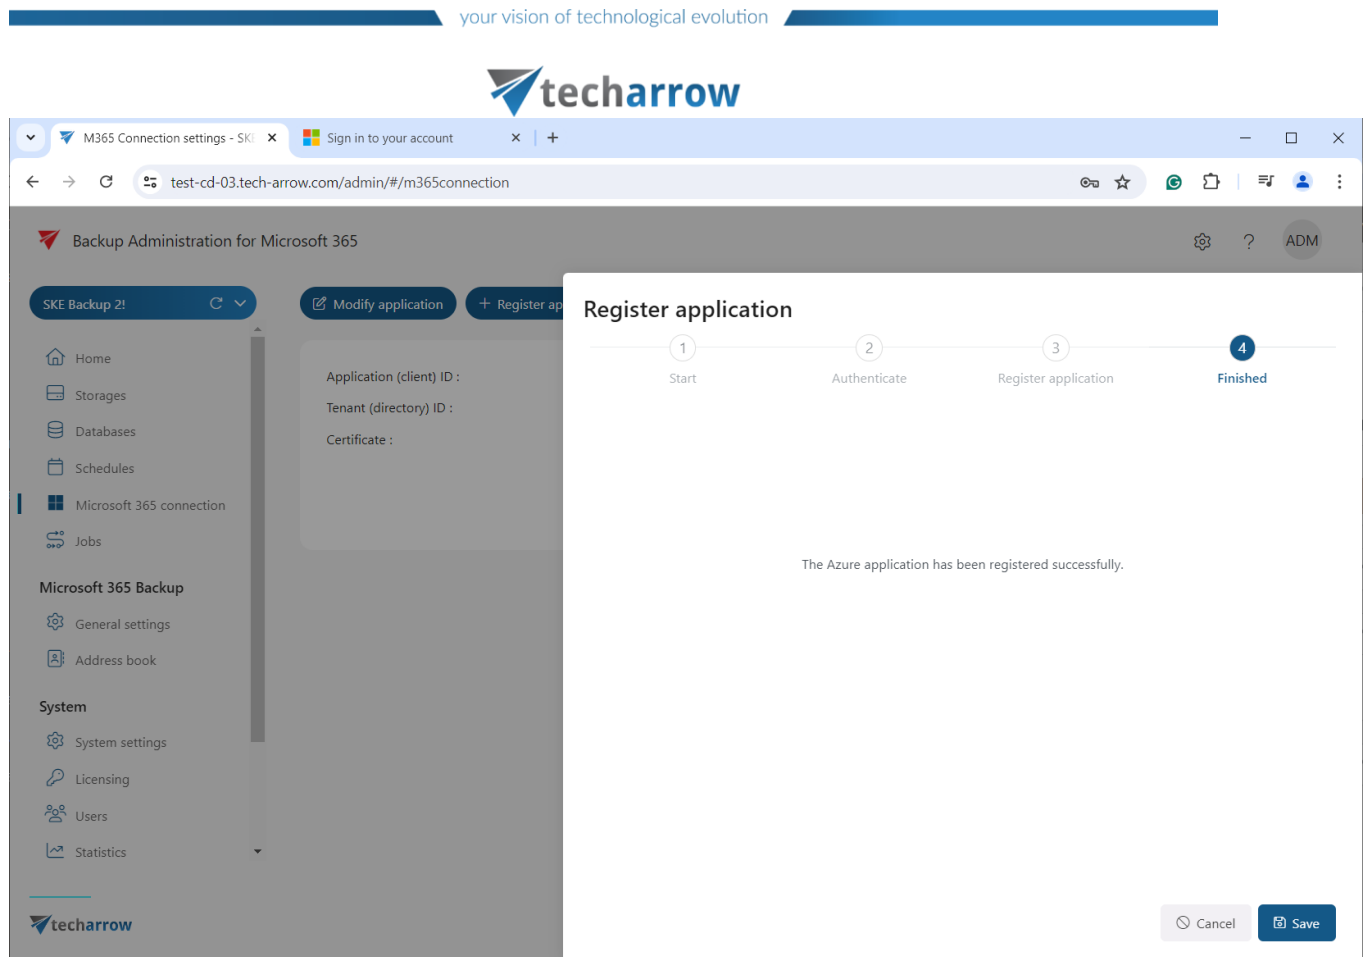 your vision of technological evolution
techarrow
M365 Connection settings - SKE
Sign in to your account
test-cd-03.tech-arrow.com/admin/#/m365connection
Backup Administration for Microsoft 365
? ADM
SKE Backup 2!
Modify application
+ Register ap
Register application
1
2
3
4
Start
Authenticate
Register application
Finished
Home
Storages
Databases
Schedules
Microsoft 365 connection
Jobs
Application (client) ID :
Tenant (directory) ID :
Certificate :
The Azure application has been registered successfully.
Microsoft 365 Backup
General settings
Address book
System
System settings
Licensing
Users
Statistics
techarrow
Cancel
Save